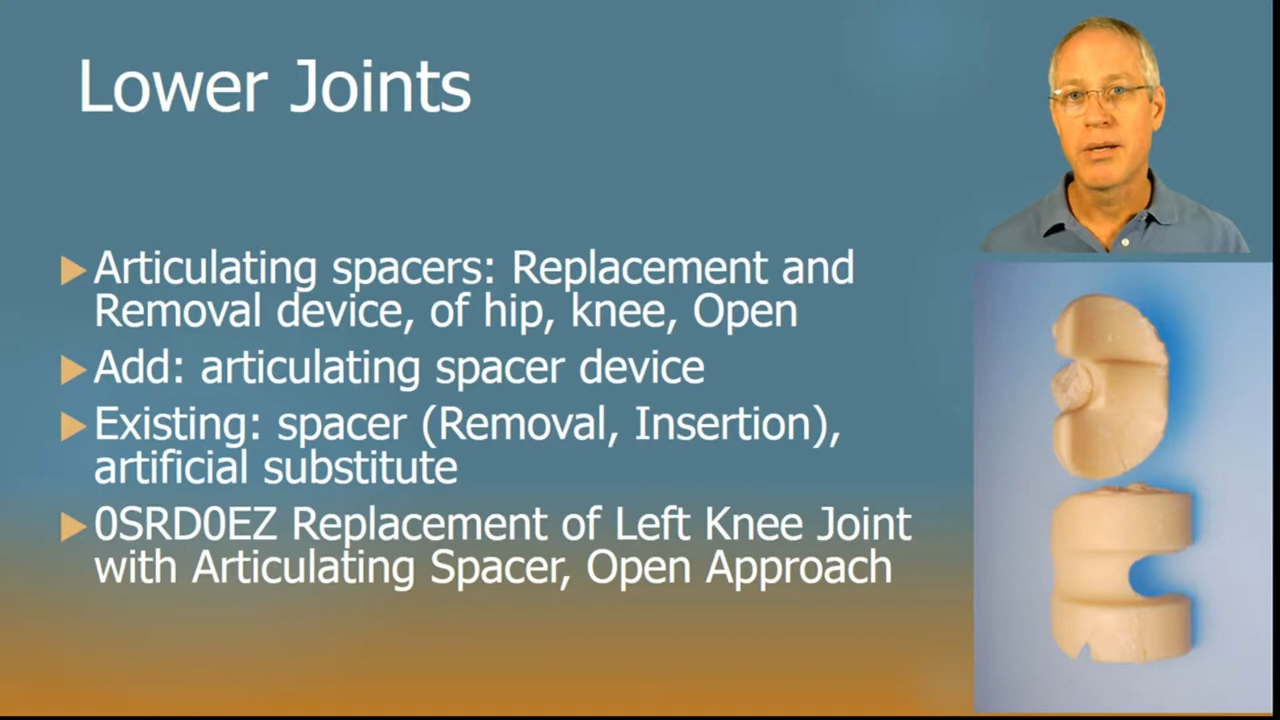 Lower Joints
Articulating spacers: Replacement and
Removal device, of hip, knee, Open
Add: articulating spacer device
Existing: spacer (Removal, Insertion),
artificial substitute
0SRD0EZ Replacement of Left Knee Joint
with Articulating Spacer, Open Approach